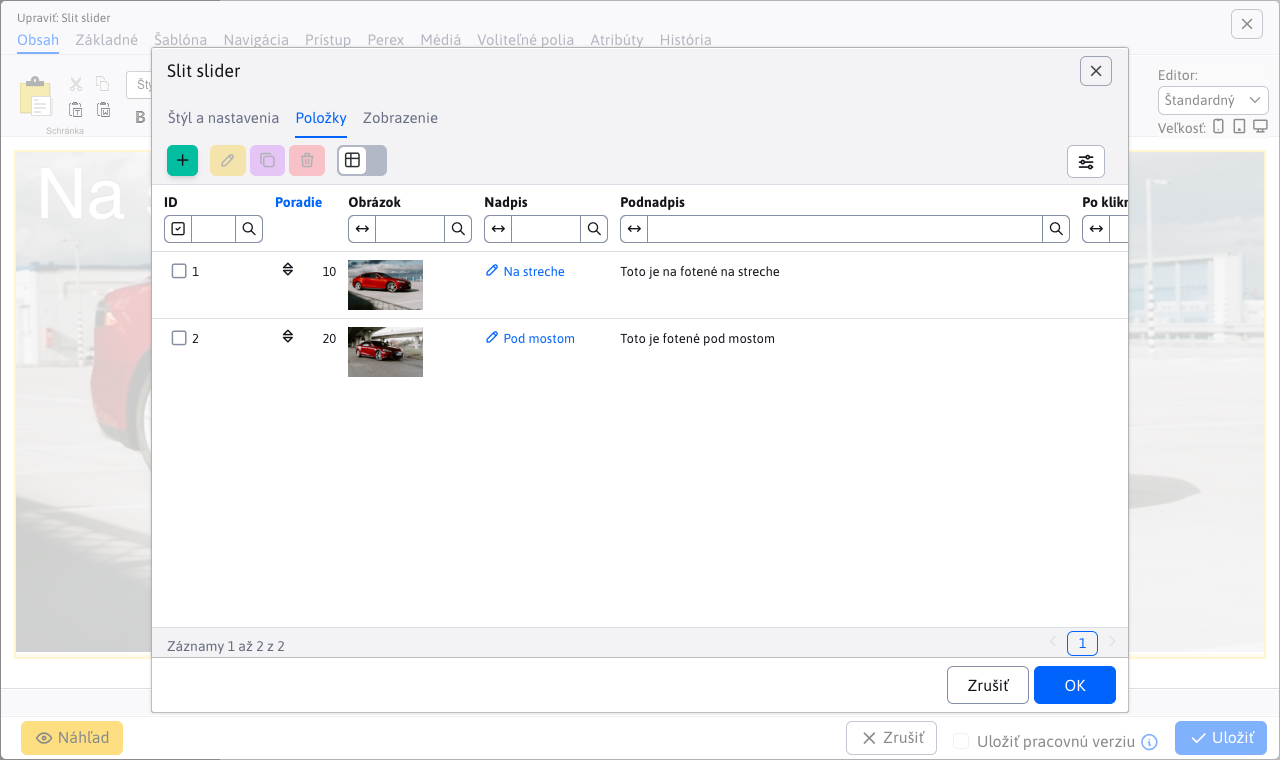 Upraviť: Slit slider
Obsah Základné Šablóna Navigácia Prístup Perex Médiá Voliteľné polia Atribúty História
Editor:
Štandardný
Veľkosť:
Schránka
B
Na
Slit slider
Štýl a nastavenia Položky Zobrazenie
ID Poradie Obrázok Nadpis Podnadpis Po klikn
1 10 Na streche Toto je na fotené na streche
2 20 Pod mostom Toto je fotené pod mostom
Záznamy 1 až 2 z 2
1
Zrušiť OK
Náhľad Zrušiť Uložiť pracovnú verziu Uložiť